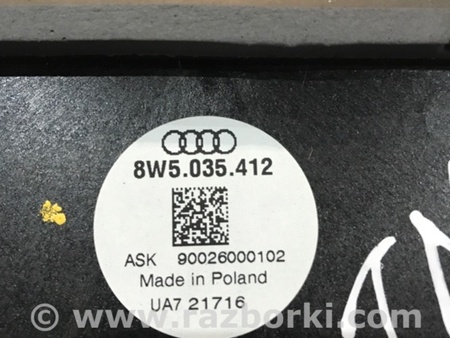 8W5.035.412
ASK 90026000102
Made in Poland
UA7 21716
© www.razborki.com